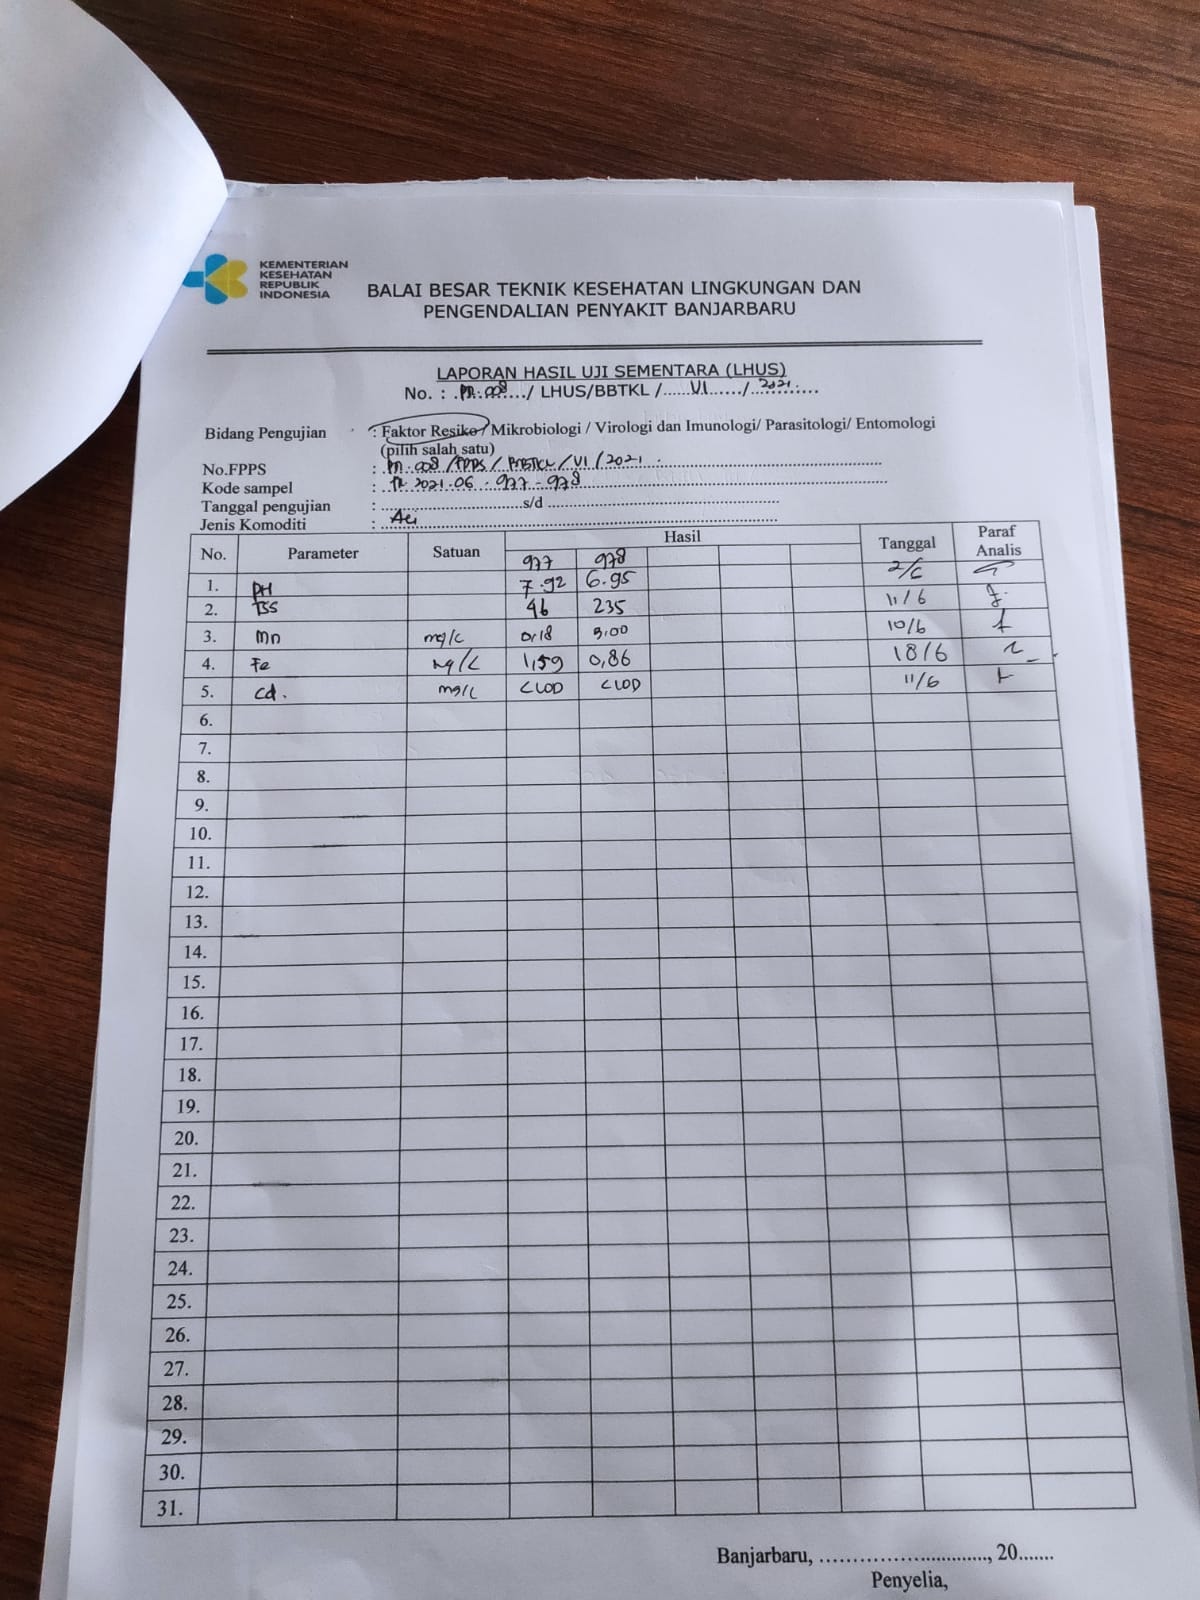 KEMENTERIAN
KESEHATAN
REPUBLIK
INDONESIA
BALAI BESAR TEKNIK KESEHATAN LINGKUNGAN DAN
PENGENDALIAN PENYAKIT BANJARBARU
LAPORAN HASIL UJI SEMENTARA (LHUS)
No. : .PR.008..../ LHUS/BBTKL /......VI....../..2021..........
Bidang Pengujian : Faktor Resiko / Mikrobiologi / Virologi dan Imunologi/ Parasitologi/ Entomologi
(pilih salah satu)
No.FPPS : PR.008 /FPPS / BBTKL / VI / 2021
Kode sampel : PR 2021.06 . 977 - 978
Tanggal pengujian : ..............................s/d ................................................
Jenis Komoditi : Air
No. Parameter Satuan Hasil Tanggal Paraf Analis
977 978
1. PH 7.92 6.95 2/6
2. TSS 46 235 11/6
3. Mn mg/L 0,18 3,00 10/6
4. Fe mg/L 1,59 0,86 18/6
5. Cd. mg/L <LOD <LOD 11/6
6.
7.
8.
9.
10.
11.
12.
13.
14.
15.
16.
17.
18.
19.
20.
21.
22.
23.
24.
25.
26.
27.
28.
29.
30.
31.
Banjarbaru, ............................., 20.......
Penyelia,